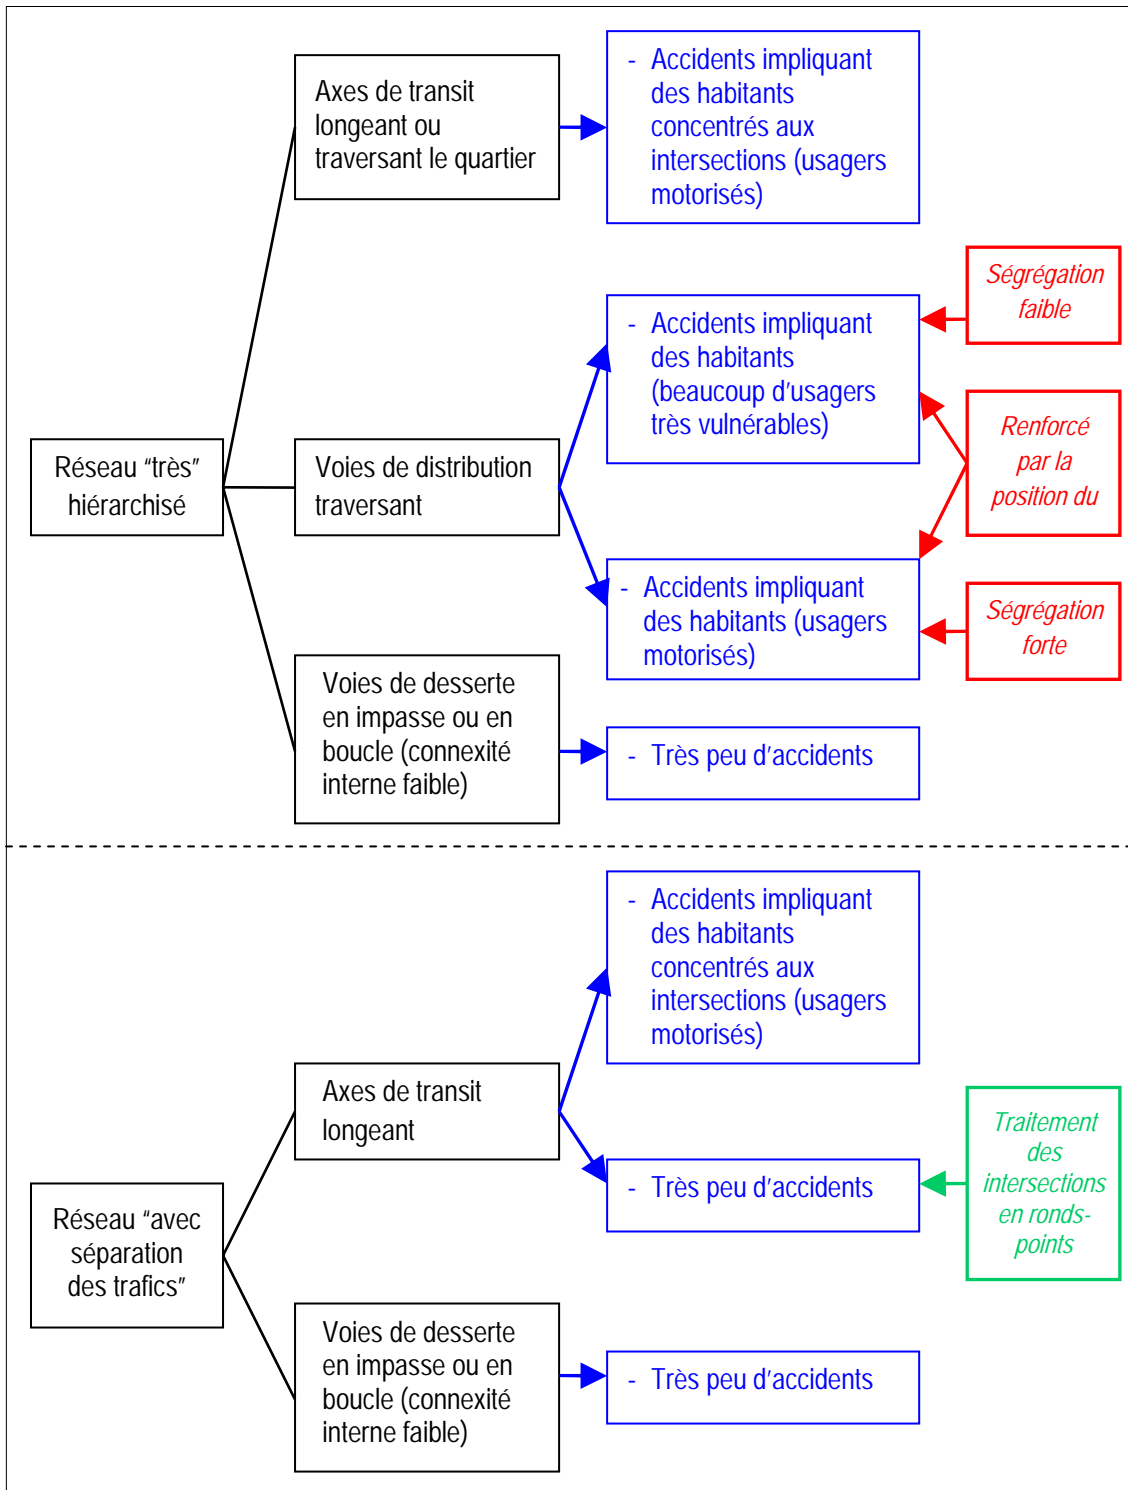 Axes de transit
longeant ou
traversant le quartier
- Accidents impliquant
des habitants
concentrés aux
intersections (usagers
motorisés)
Ségrégation
faible
- Accidents impliquant
des habitants
(beaucoup d'usagers
très vulnérables)
Renforcé
par la
position du
Réseau "très"
hiérarchisé
Voies de distribution
traversant
- Accidents impliquant
des habitants (usagers
motorisés)
Ségrégation
forte
Voies de desserte
en impasse ou en
boucle (connexité
interne faible)
- Très peu d'accidents
- Accidents impliquant
des habitants
concentrés aux
intersections (usagers
motorisés)
Axes de transit
longeant
Traitement
des
intersections
en ronds-
points
- Très peu d'accidents
Réseau "avec
séparation
des trafics"
Voies de desserte
en impasse ou en
boucle (connexité
interne faible)
- Très peu d'accidents